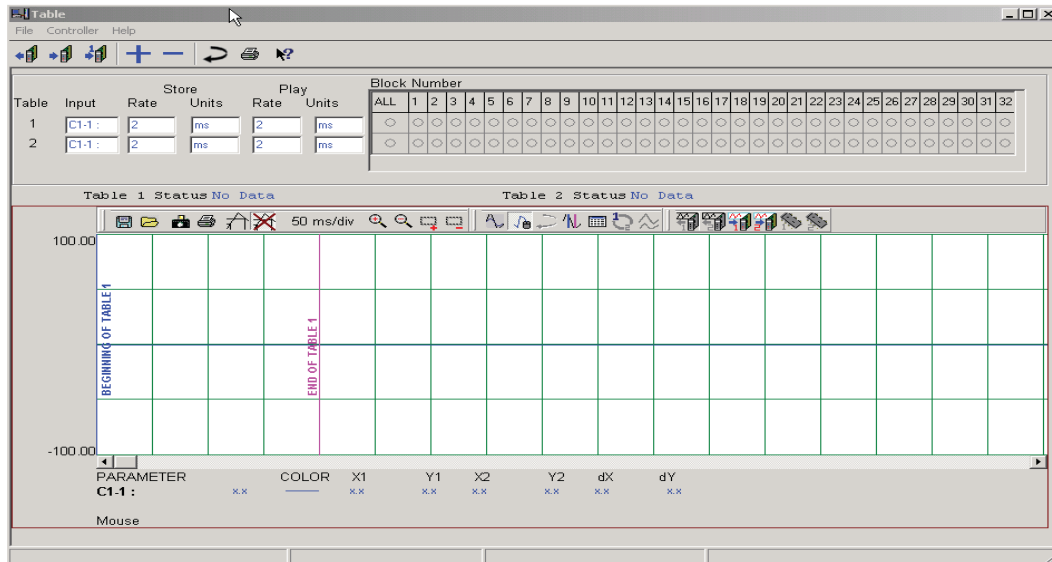 Table
File Controller Help
Block Number
Store Play
Table Input Rate Units Rate Units ALL 1 2 3 4 5 6 7 8 9 10 11 12 13 14 15 16 17 18 19 20 21 22 23 24 25 26 27 28 29 30 31 32
1 C1-1 : 2 ms 2 ms
2 C1-1 : 2 ms 2 ms
Table 1 Status No Data Table 2 Status No Data
50 ms/div
100.00
BEGINNING OF TABLE 1
END OF TABLE 1
-100.00
PARAMETER COLOR X1 Y1 X2 Y2 dX dY
C1-1 : x.x x.x x.x x.x x.x x.x x.x
Mouse